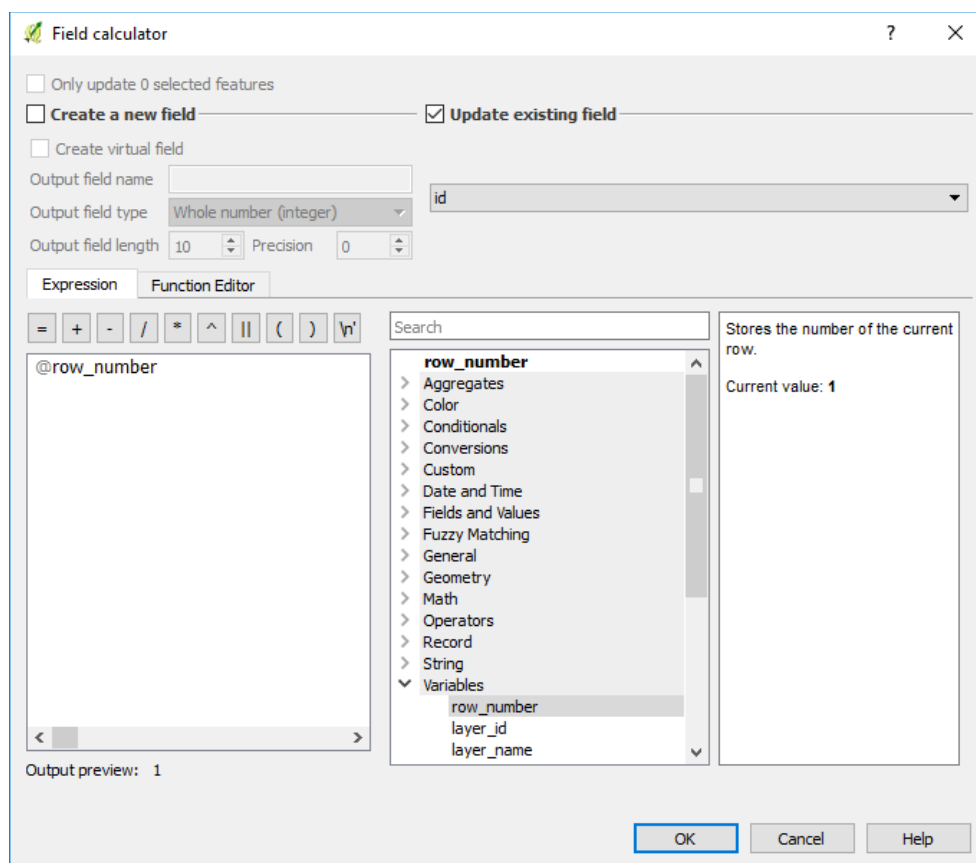 Field calculator
?
Only update 0 selected features
Create a new field
Update existing field
Create virtual field
Output field name
id
Output field type Whole number (integer)
Output field length 10 Precision 0
Expression Function Editor
= + - / * ^ || ( ) \n'
Search
Stores the number of the current
row.
Current value: 1
@row_number
row_number
Aggregates
Color
Conditionals
Conversions
Custom
Date and Time
Fields and Values
Fuzzy Matching
General
Geometry
Math
Operators
Record
String
Variables
row_number
layer_id
layer_name
Output preview: 1
OK Cancel Help